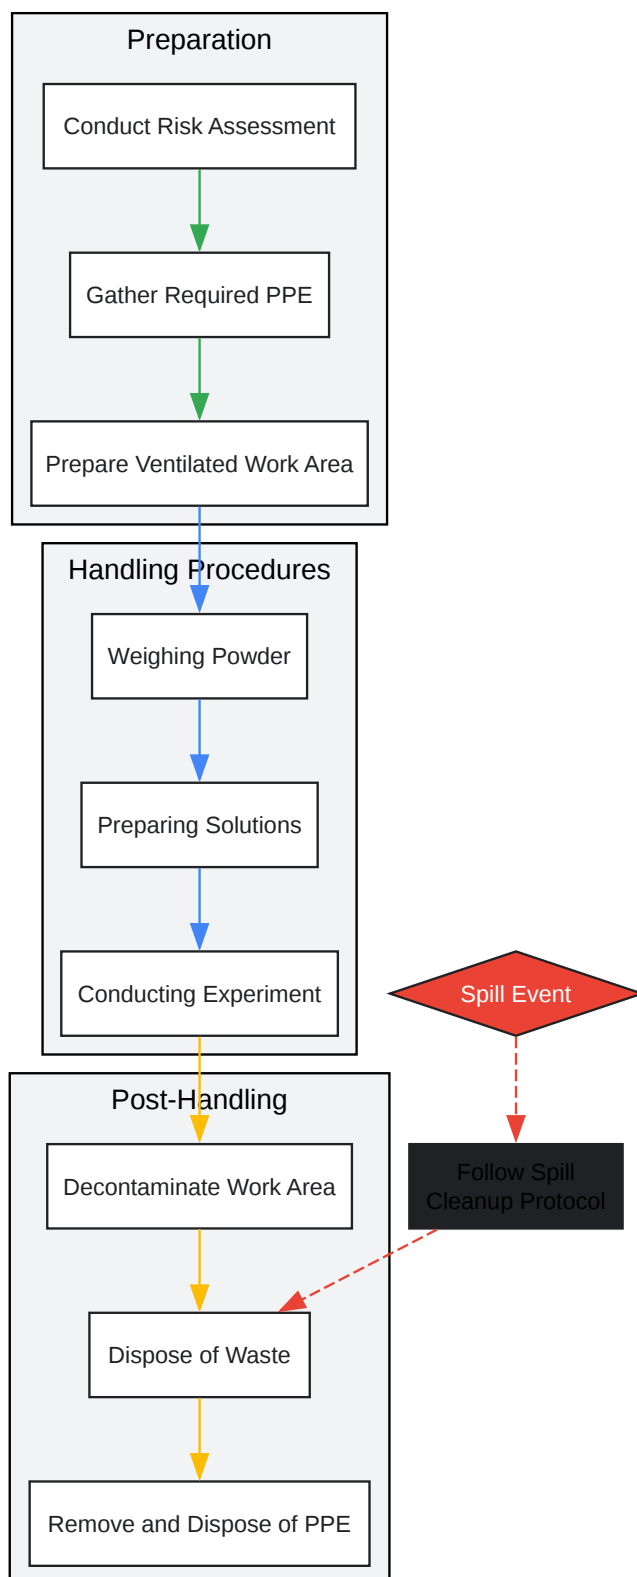 Preparation
Conduct Risk Assessment
Gather Required PPE
Prepare Ventilated Work Area
Handling Procedures
Weighing Powder
Preparing Solutions
Conducting Experiment
Spill Event
Post-Handling
Decontaminate Work Area
Follow Spill
Cleanup Protocol
Dispose of Waste
Remove and Dispose of PPE